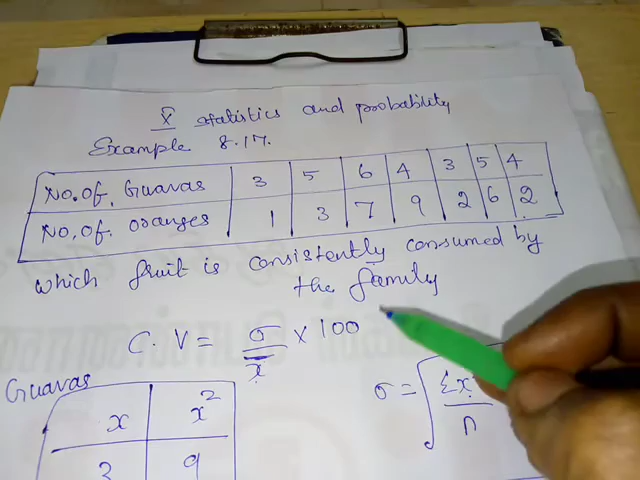 X statistics and probability
Example 8.17.
No. of. Guavas 3 5 6 4 3 5 4
No. of. oranges 1 3 7 9 2 6 2
which fruit is consistently consumed by
the family
C. V = σ/x̄ × 100
Guavas
σ = √ Σx²/n
x x²
3 9